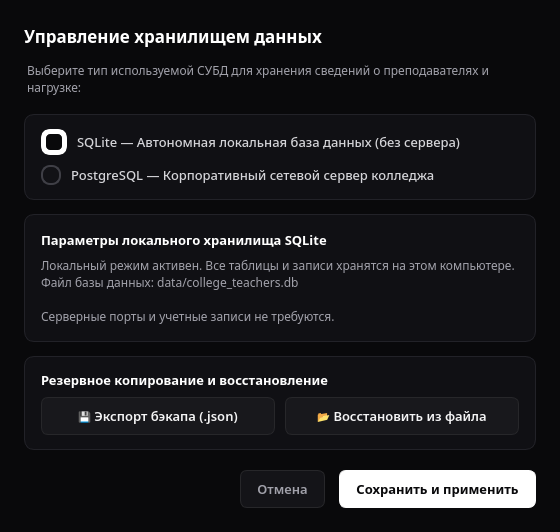 Управление хранилищем данных
Выберите тип используемой СУБД для хранения сведений о преподавателях и
нагрузке:
SQLite — Автономная локальная база данных (без сервера)
PostgreSQL — Корпоративный сетевой сервер колледжа
Параметры локального хранилища SQLite
Локальный режим активен. Все таблицы и записи хранятся на этом компьютере.
Файл базы данных: data/college_teachers.db
Серверные порты и учетные записи не требуются.
Резервное копирование и восстановление
💾 Экспорт бэкапа (.json)
📂 Восстановить из файла
Отмена
Сохранить и применить